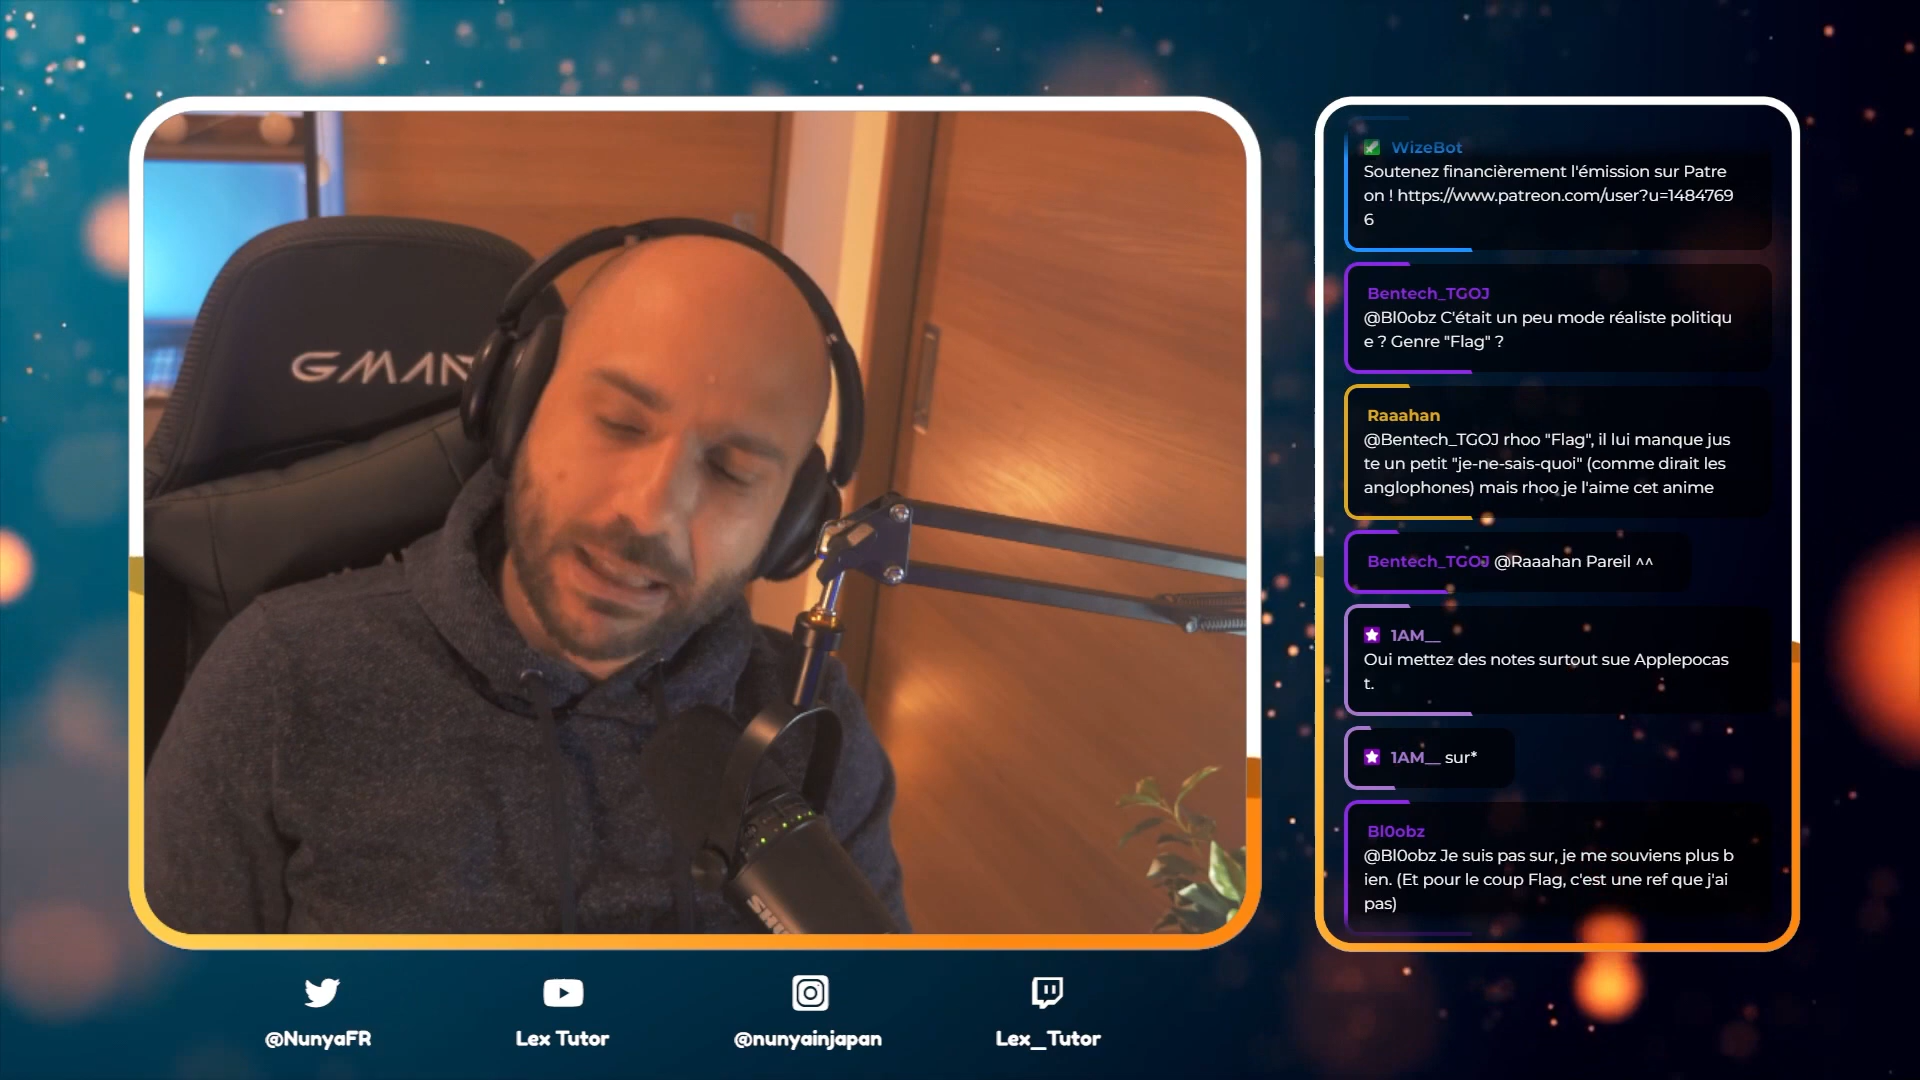 GMAN
SHU
WizeBot
Soutenez financièrement l'émission sur Patre
on ! https://www.patreon.com/user?u=1484769
6
Bentech_TGOJ
@Bl0obz C'était un peu mode réaliste politiqu
e ? Genre "Flag" ?
Raaahan
@Bentech_TGOJ rhoo "Flag", il lui manque jus
te un petit "je-ne-sais-quoi" (comme dirait les
anglophones) mais rhoo je l'aime cet anime
Bentech_TGOJ @Raaahan Pareil ^^
1AM__
Oui mettez des notes surtout sue Applepocas
t.
1AM__ sur*
Bl0obz
@Bl0obz Je suis pas sur, je me souviens plus b
ien. (Et pour le coup Flag, c'est une ref que j'ai
pas)
@NunyaFR
Lex Tutor
@nunyainjapan
Lex__Tutor